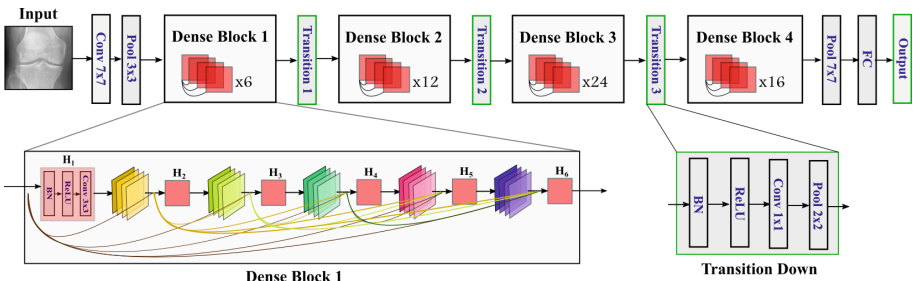 Input
Conv 7x7
Pool 3x3
Dense Block 1
x6
Transition 1
Dense Block 2
x12
Transition 2
Dense Block 3
x24
Transition 3
Dense Block 4
x16
Pool 7x7
FC
Output
H1
BN
ReLU
Conv 3x3
H2
H3
H4
H5
H6
Dense Block 1
BN
ReLU
Conv 1x1
Pool 2x2
Transition Down